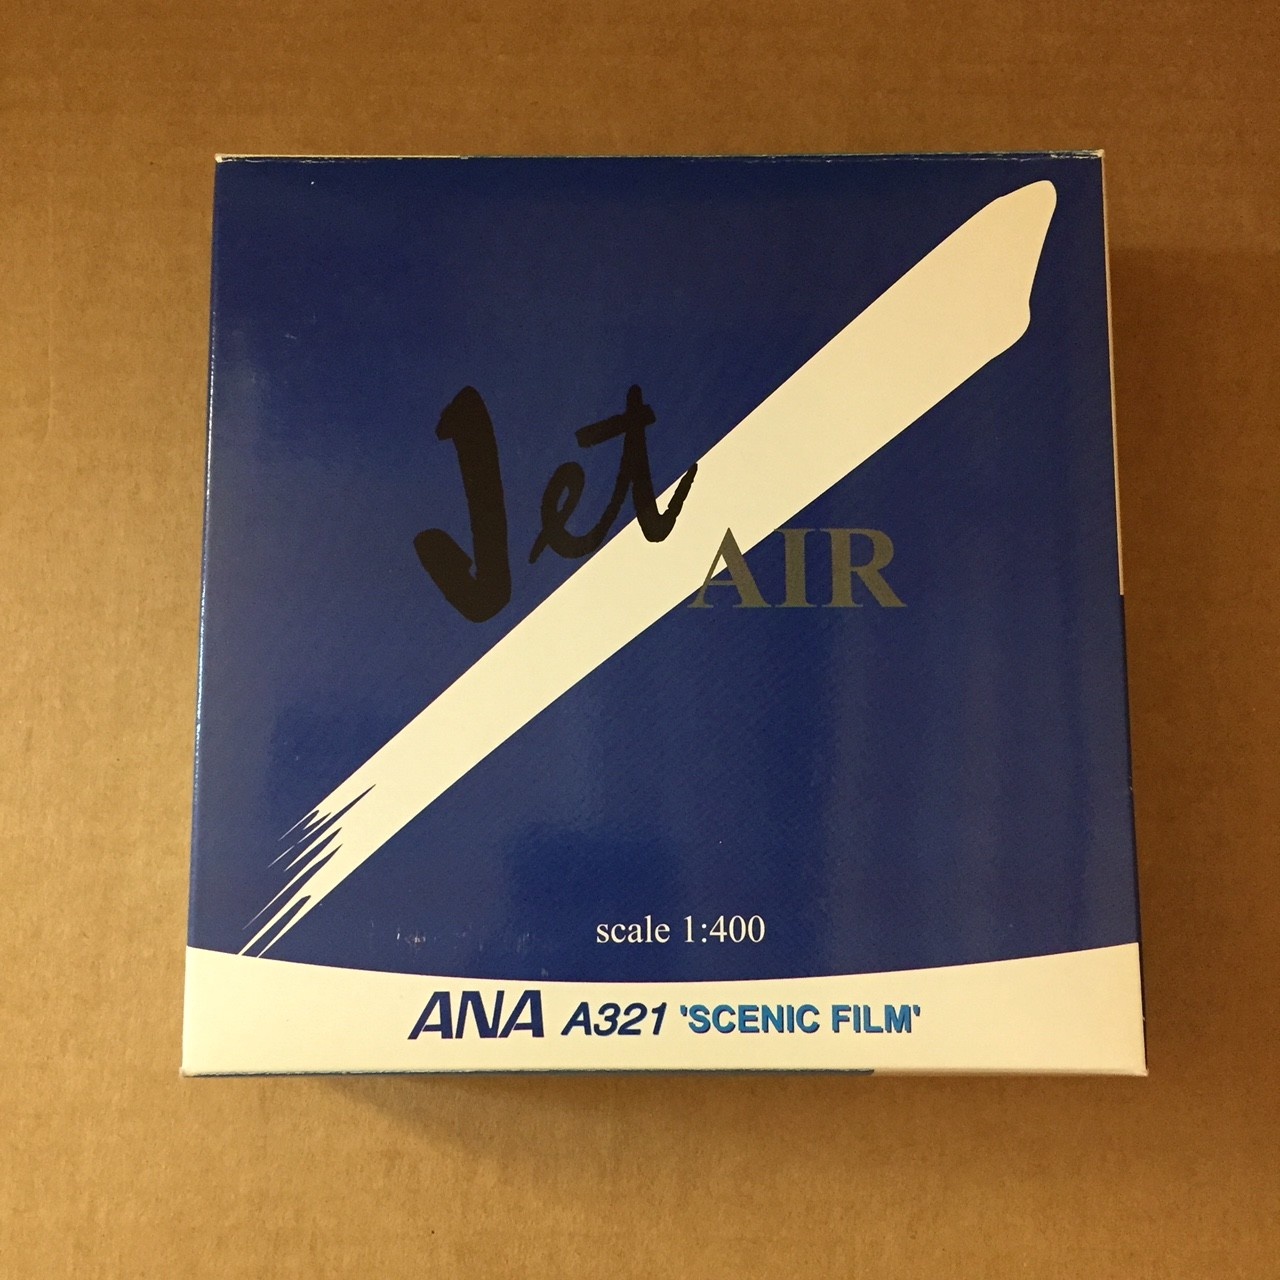 Jet
AIR
scale 1:400
ANA A321 'SCENIC FILM'